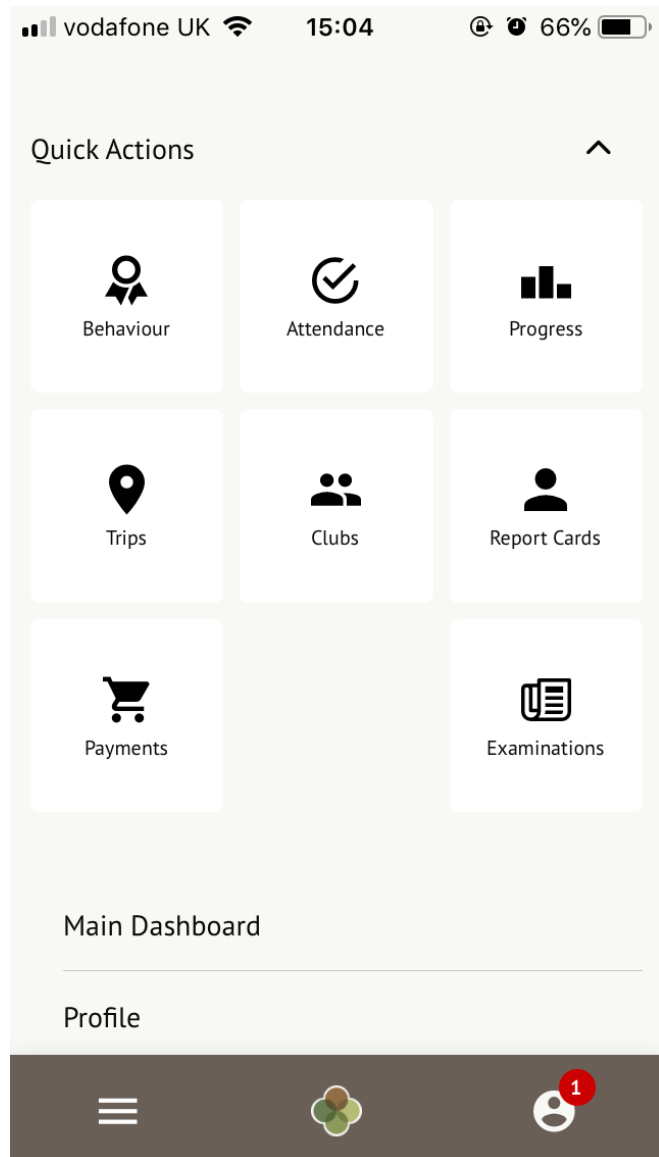 vodafone UK 15:04 66%
Quick Actions
Behaviour Attendance Progress
Trips Clubs Report Cards
Payments Examinations
Main Dashboard
Profile
1